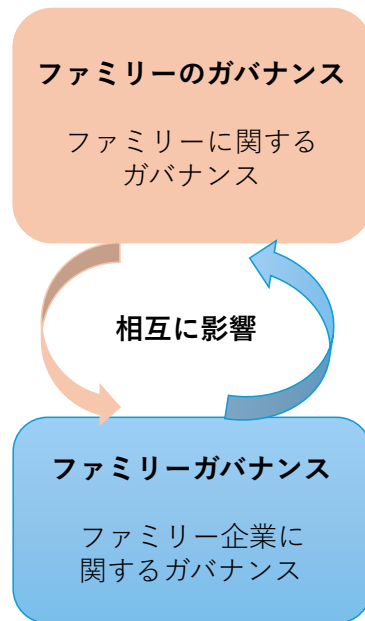 ファミリーのガバナンス
ファミリーに関する
ガバナンス
相互に影響
ファミリーガバナンス
ファミリー企業に
関するガバナンス